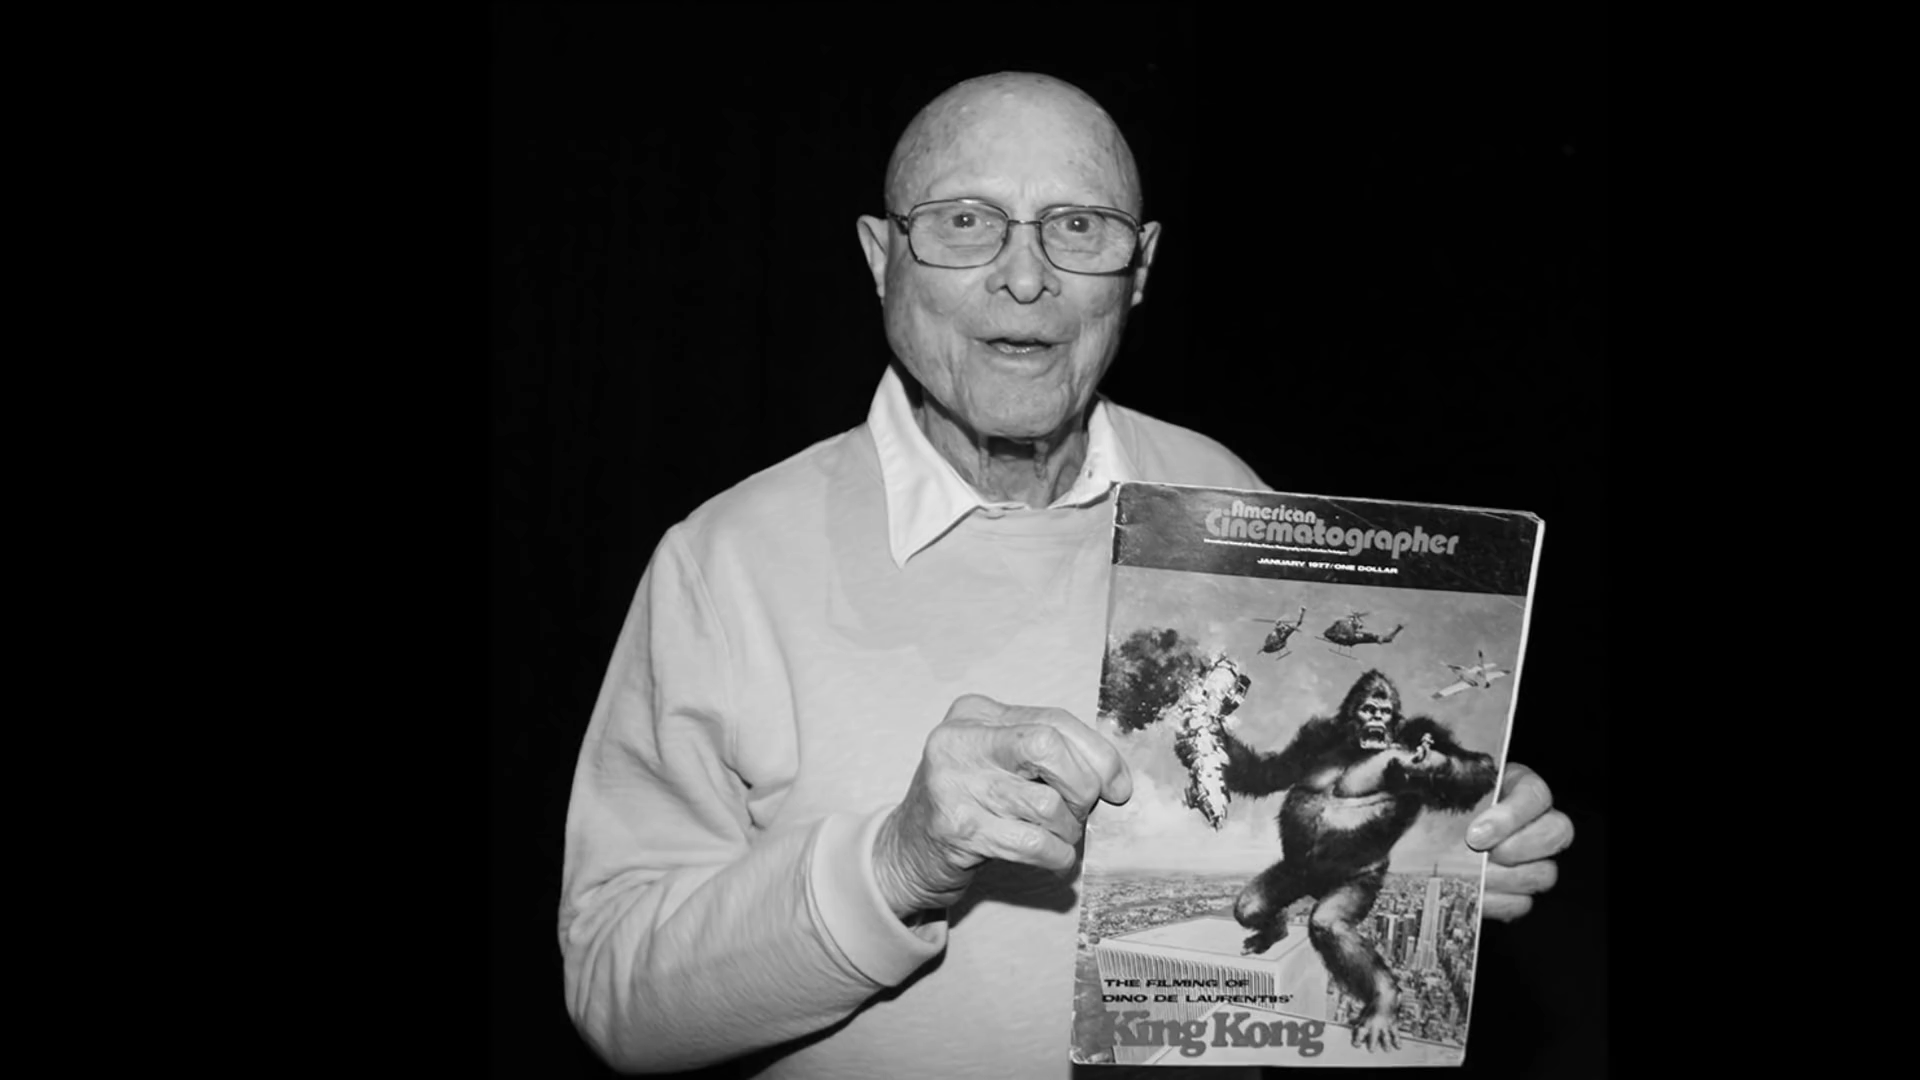 American
Cinematographer
JANUARY 1977/ONE DOLLAR
THE FILMING OF
DINO DE LAURENTIIS'
King Kong